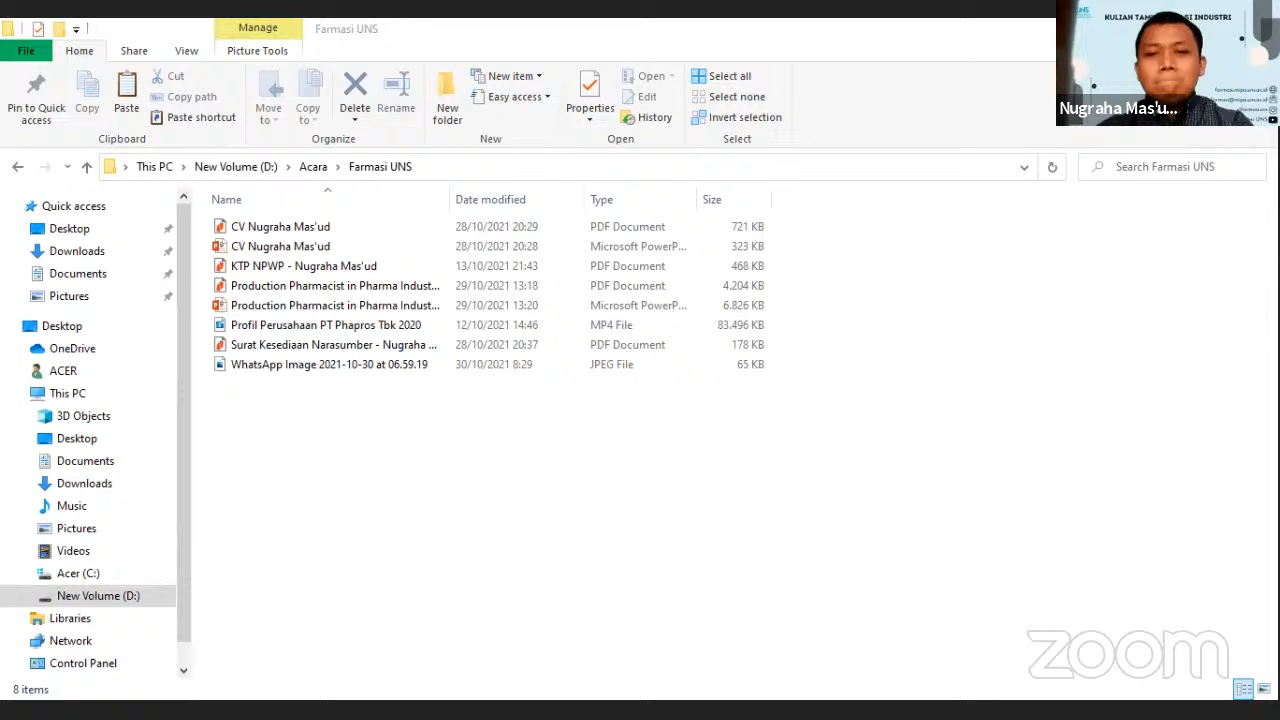 Manage
Farmasi UNS
File
Home
Share
View
Picture Tools
Pin to Quick access
Copy
Paste
Cut
Copy path
Paste shortcut
Clipboard
Move to
Copy to
Delete
Rename
Organize
New folder
New item
Easy access
New
Properties
Open
Edit
History
Open
Select all
Select none
Invert selection
Select
This PC
New Volume (D:)
Acara
Farmasi UNS
Search Farmasi UNS
Quick access
Desktop
Downloads
Documents
Pictures
Desktop
OneDrive
ACER
This PC
3D Objects
Desktop
Documents
Downloads
Music
Pictures
Videos
Acer (C:)
New Volume (D:)
Libraries
Network
Control Panel
Name Date modified Type Size
CV Nugraha Mas'ud 28/10/2021 20:29 PDF Document 721 KB
CV Nugraha Mas'ud 28/10/2021 20:28 Microsoft PowerP... 323 KB
KTP NPWP - Nugraha Mas'ud 13/10/2021 21:43 PDF Document 468 KB
Production Pharmacist in Pharma Indust... 29/10/2021 13:18 PDF Document 4.204 KB
Production Pharmacist in Pharma Indust... 29/10/2021 13:20 Microsoft PowerP... 6.826 KB
Profil Perusahaan PT Phapros Tbk 2020 12/10/2021 14:46 MP4 File 83.496 KB
Surat Kesediaan Narasumber - Nugraha ... 28/10/2021 20:37 PDF Document 178 KB
WhatsApp Image 2021-10-30 at 06.59.19 30/10/2021 8:29 JPEG File 65 KB
8 items
UNS
KULIAH
INDUSTRI
Nugraha Mas'u...
zoom